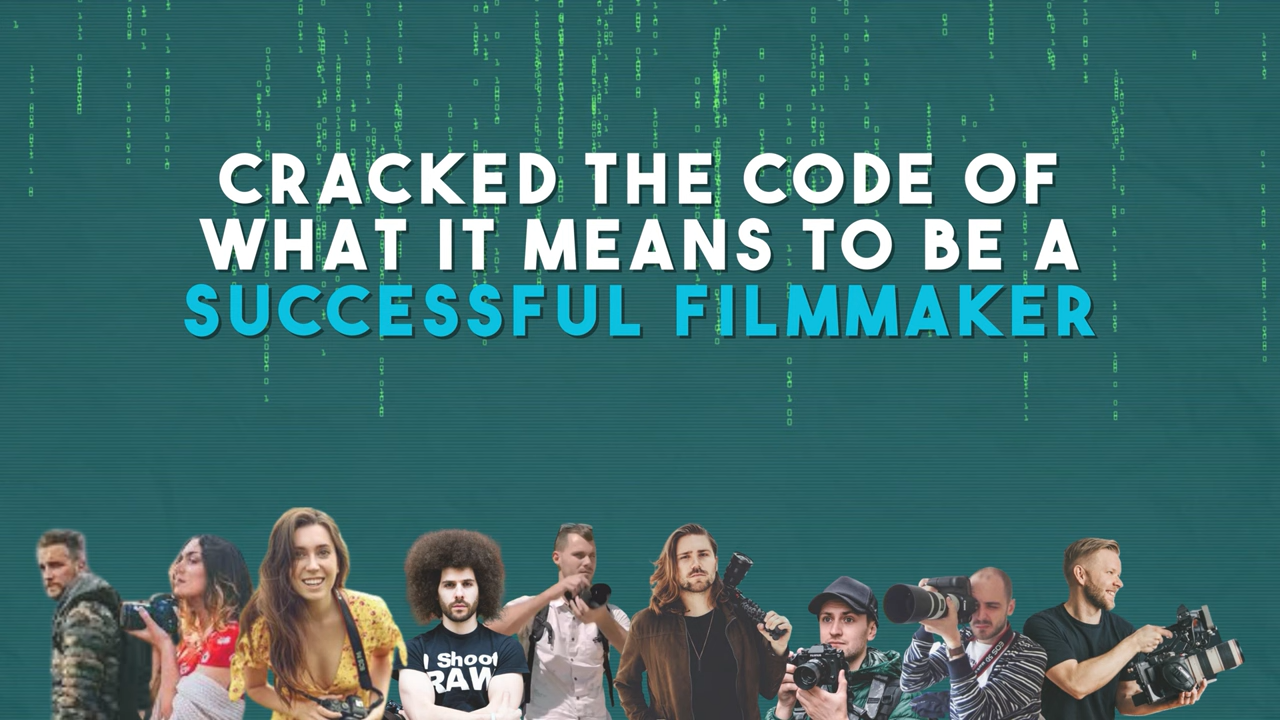 CRACKED THE CODE OF
WHAT IT MEANS TO BE A
SUCCESSFUL FILMMAKER
I Shoot
RAW